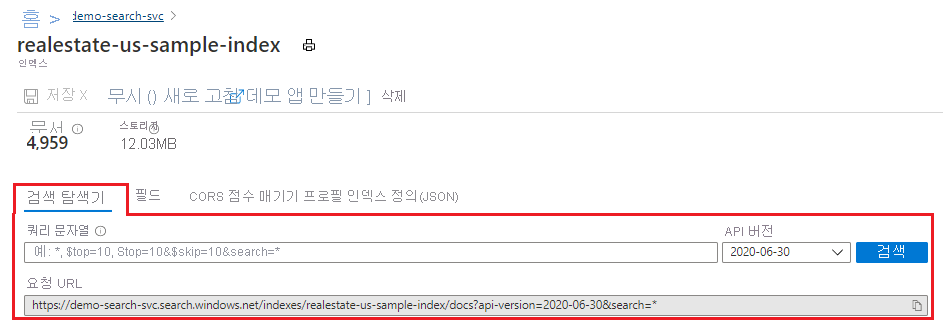 홈 > demo-search-svc >
realestate-us-sample-index
인덱스
저장 X 무시 () 새로 고침 데모 앱 만들기 ] 삭제
문서 스토리지
4,959 12.03MB
검색 탐색기 필드 CORS 점수 매기기 프로필 인덱스 정의(JSON)
쿼리 문자열 API 버전
예: *, $top=10, Stop=10&$skip=10&search=* 2020-06-30 검색
요청 URL
https://demo-search-svc.search.windows.net/indexes/realestate-us-sample-index/docs?api-version=2020-06-30&search=*